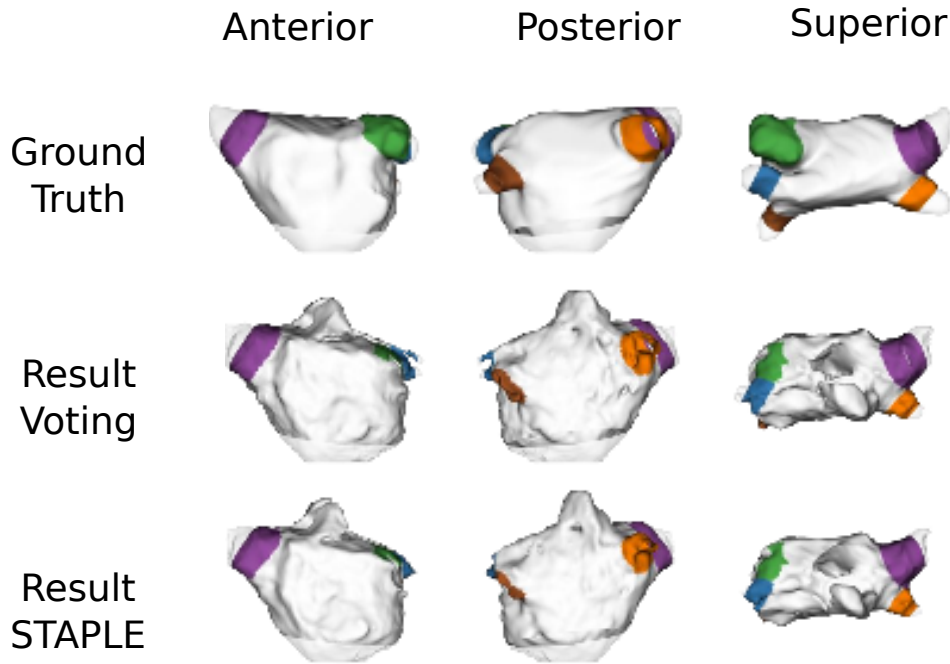 Anterior
Posterior
Superior
Ground
Truth
Result
Voting
Result
STAPLE